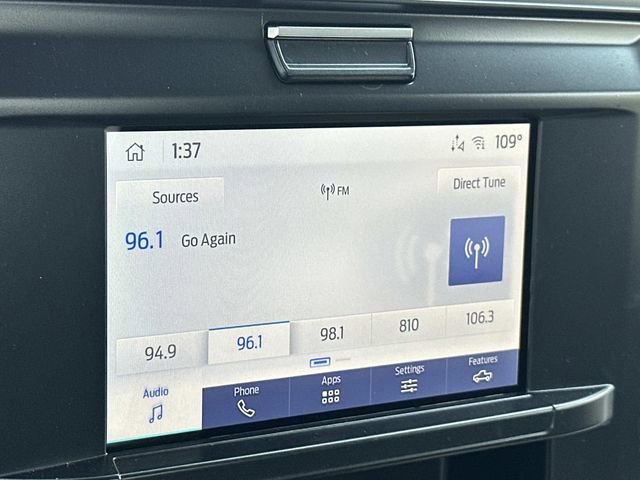 1:37
109°
Sources
FM
Direct Tune
96.1 Go Again
94.9 96.1 98.1 810 106.3
Audio Phone Apps Settings Features